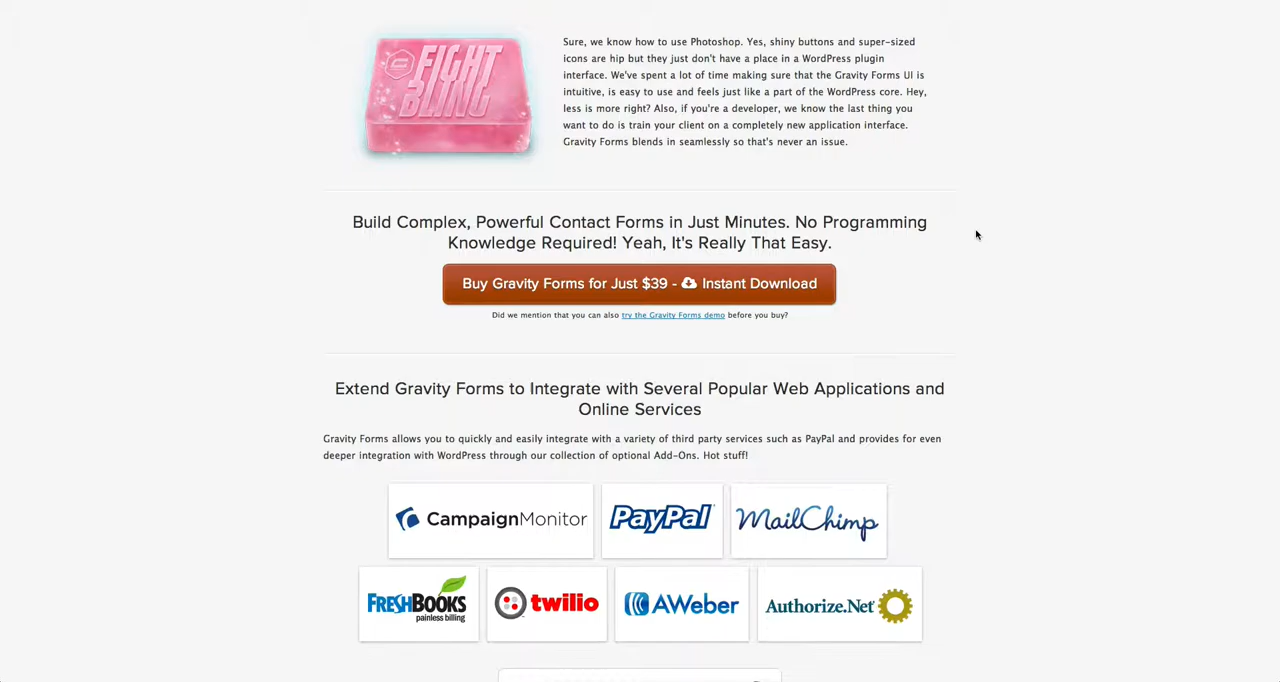 FIGHT
BLING
Sure, we know how to use Photoshop. Yes, shiny buttons and super-sized
icons are hip but they just don't have a place in a WordPress plugin
interface. We've spent a lot of time making sure that the Gravity Forms UI is
intuitive, is easy to use and feels just like a part of the WordPress core. Hey,
less is more right? Also, if you're a developer, we know the last thing you
want to do is train your client on a completely new application interface.
Gravity Forms blends in seamlessly so that's never an issue.
Build Complex, Powerful Contact Forms in Just Minutes. No Programming
Knowledge Required! Yeah, It's Really That Easy.
Buy Gravity Forms for Just $39 - Instant Download
Did we mention that you can also try the Gravity Forms demo before you buy?
Extend Gravity Forms to Integrate with Several Popular Web Applications and
Online Services
Gravity Forms allows you to quickly and easily integrate with a variety of third party services such as PayPal and provides for even
deeper integration with WordPress through our collection of optional Add-Ons. Hot stuff!
CampaignMonitor PayPal MailChimp
FRESHBOOKS twilio AWeber Authorize.Net
painless billing